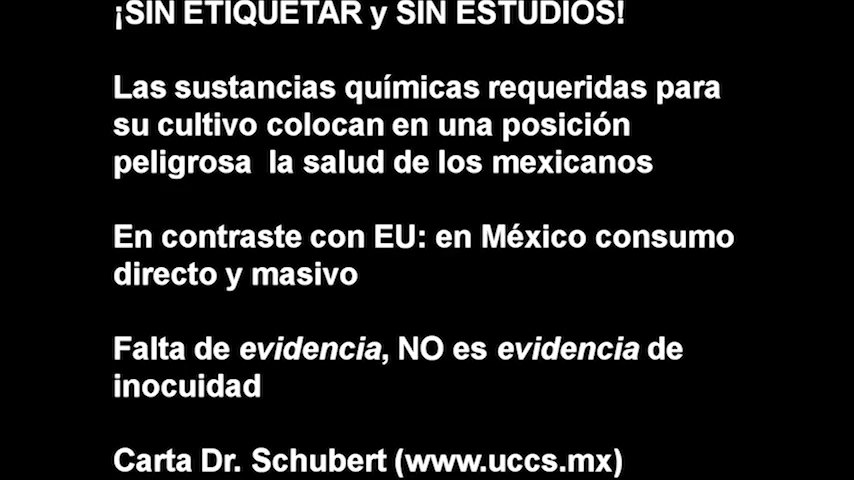 ¡SIN ETIQUETAR y SIN ESTUDIOS!
Las sustancias químicas requeridas para
su cultivo colocan en una posición
peligrosa la salud de los mexicanos
En contraste con EU: en México consumo
directo y masivo
Falta de evidencia, NO es evidencia de
inocuidad
Carta Dr. Schubert (www.uccs.mx)